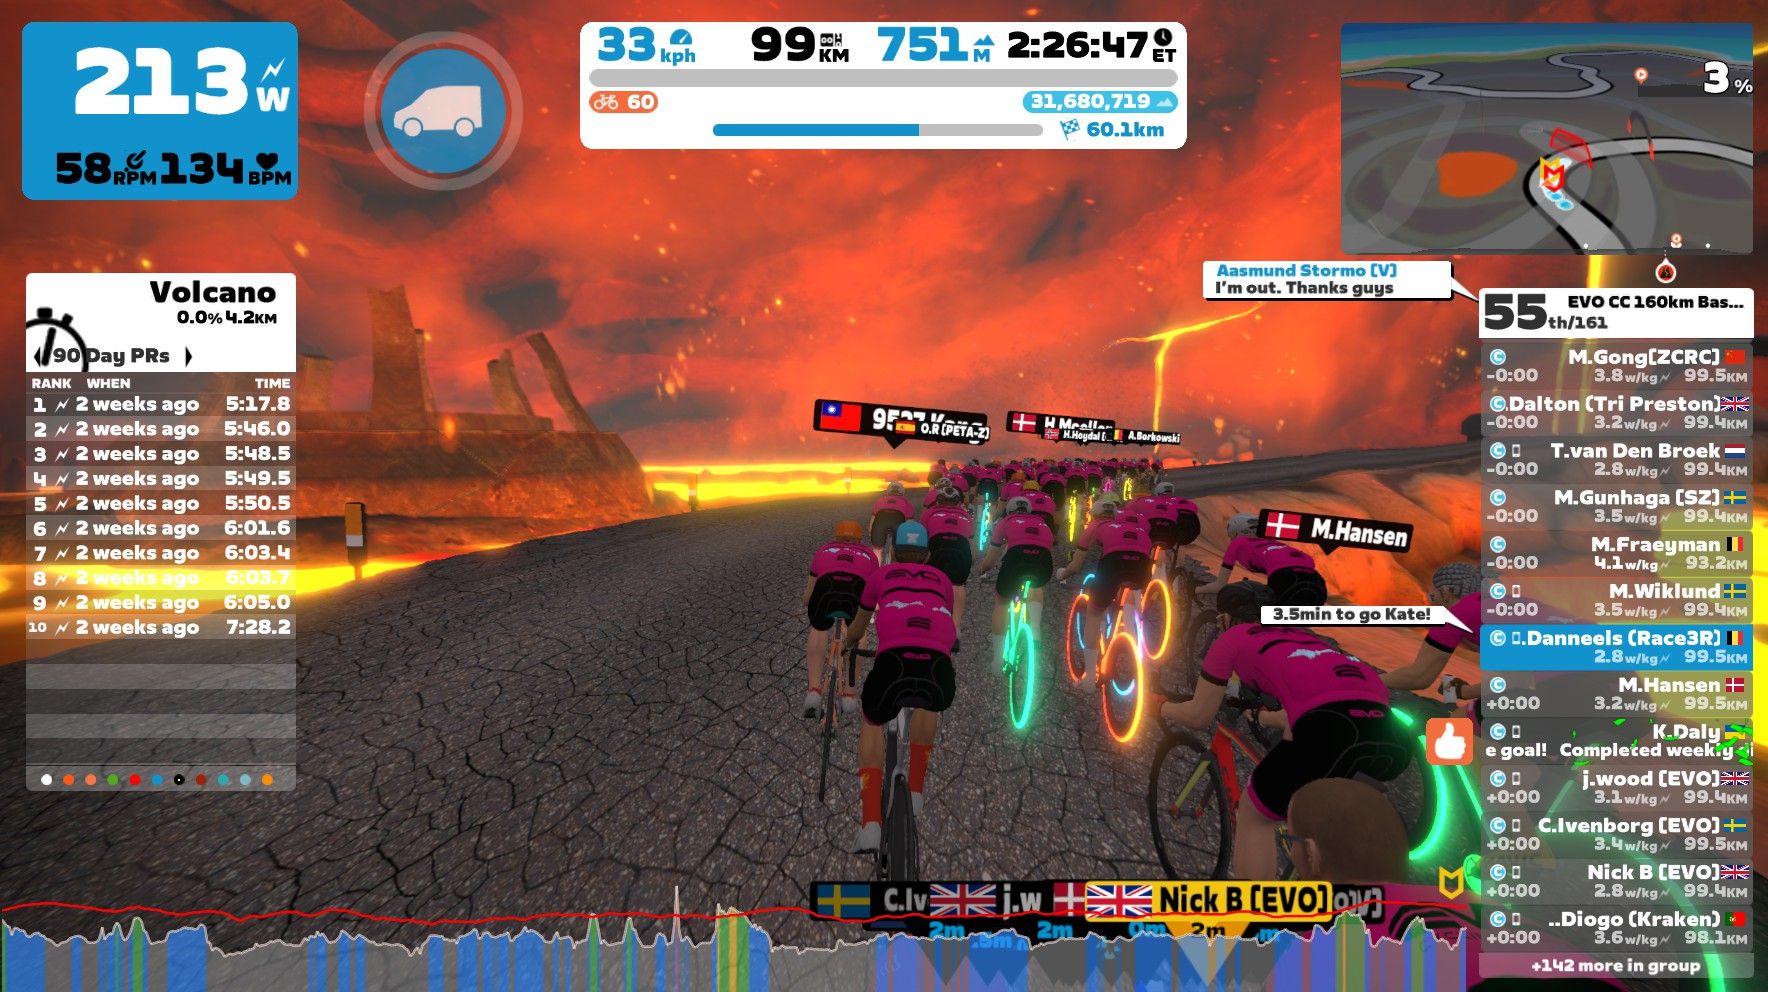 213 W
58 RPM 134 BPM
33 kph 99 KM 751 M 2:26:47 ET
60 31,680,719
60.1km
3 %
Volcano
0.0% 4.2KM
90 Day PRs
RANK WHEN TIME
1 2 weeks ago 5:17.8
2 2 weeks ago 5:46.0
3 2 weeks ago 5:48.5
4 2 weeks ago 5:49.5
5 2 weeks ago 5:50.5
6 2 weeks ago 6:01.6
7 2 weeks ago 6:03.4
8 2 weeks ago 6:03.7
9 2 weeks ago 6:05.0
10 2 weeks ago 7:28.2
O.R (PETA-Z)
A.Borkowski
M.Hansen
EVO
Aasmund Stormo (V)
I'm out. Thanks guys
3.5min to go Kate!
55th/161 EVO CC 160km Bas...
M.Gong(ZCRC)
-0:00 3.8w/kg 99.5KM
.Dalton (Tri Preston)
-0:00 3.2w/kg 99.4KM
T.van Den Broek
-0:00 2.8w/kg 99.4KM
M.Gunhaga (SZ)
-0:00 3.5w/kg 99.4KM
M.Fraeyman
-0:00 4.1w/kg 93.2KM
M.Wiklund
-0:00 3.5w/kg 99.4KM
.Danneels (Race3R)
2.8w/kg 99.5KM
M.Hansen
+0:00 3.2w/kg 99.5KM
K.Daly
e goal! Completed weekly
j.wood (EVO)
+0:00 3.1w/kg 99.4KM
C.Ivenborg (EVO)
+0:00 3.4w/kg 99.5KM
Nick B (EVO)
+0:00 2.8w/kg 99.4KM
..Diogo (Kraken)
+0:00 3.6w/kg 98.1KM
+142 more in group
C.Iv j.w Nick B (EVO)
2m 2m 0m 2m